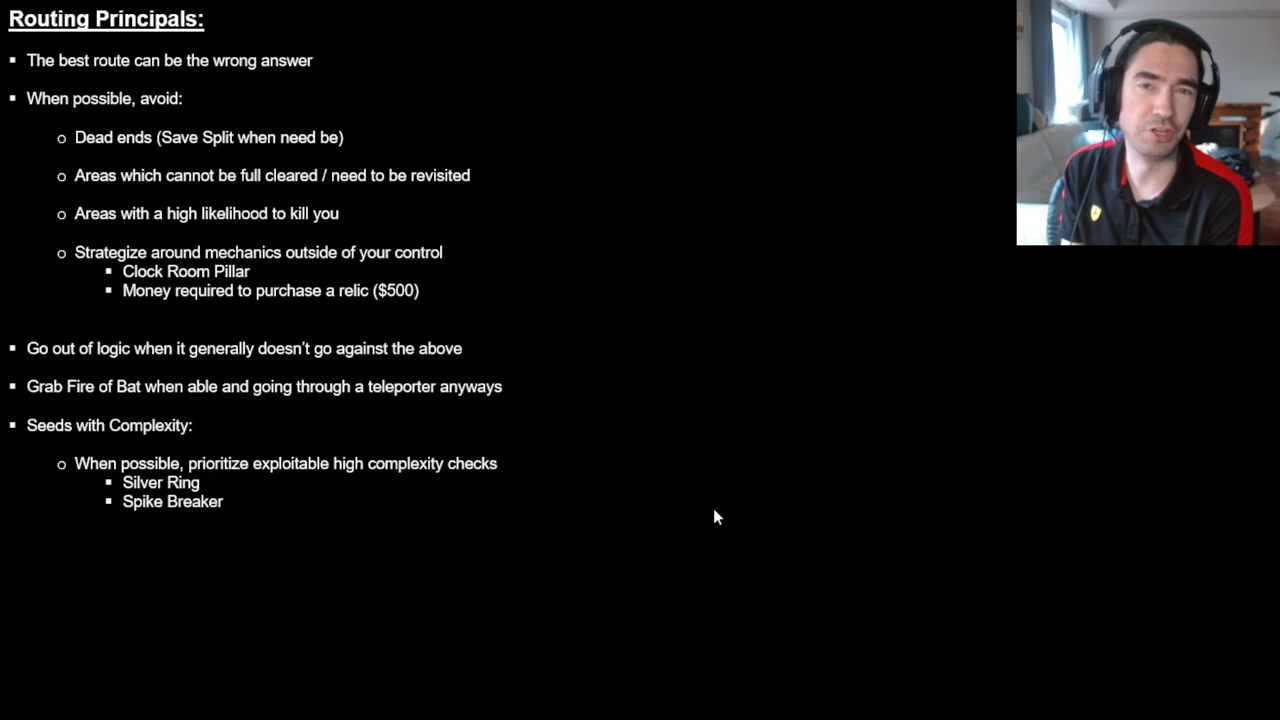 Routing Principals:
The best route can be the wrong answer
When possible, avoid:
Dead ends (Save Split when need be)
Areas which cannot be full cleared / need to be revisited
Areas with a high likelihood to kill you
Strategize around mechanics outside of your control
Clock Room Pillar
Money required to purchase a relic ($500)
Go out of logic when it generally doesn't go against the above
Grab Fire of Bat when able and going through a teleporter anyways
Seeds with Complexity:
When possible, prioritize exploitable high complexity checks
Silver Ring
Spike Breaker